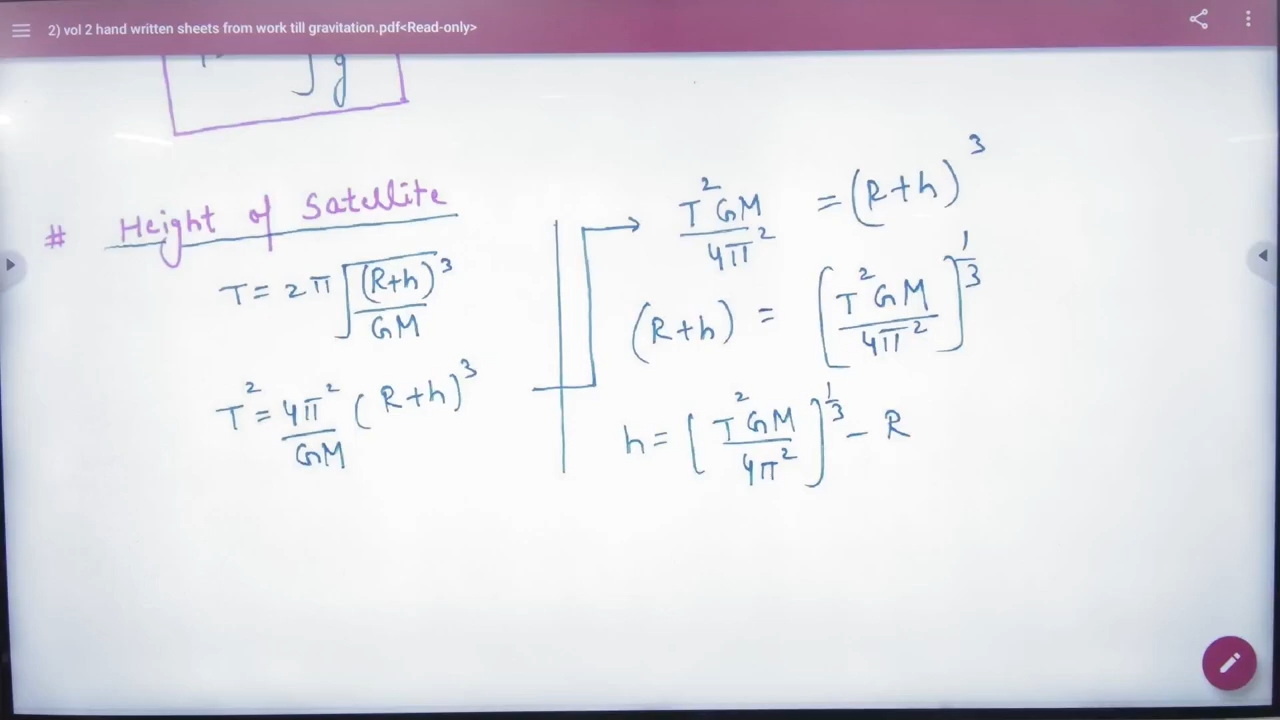 2) vol 2 hand written sheets from work till gravitation.pdf<Read-only>
g
# Height of Satellite
T = 2π √((R+h)³/GM)
T² = 4π²/GM (R+h)³
T²GM/4π² = (R+h)³
(R+h) = [T²GM/4π²]^(1/3)
h = [T²GM/4π²]^(1/3) − R